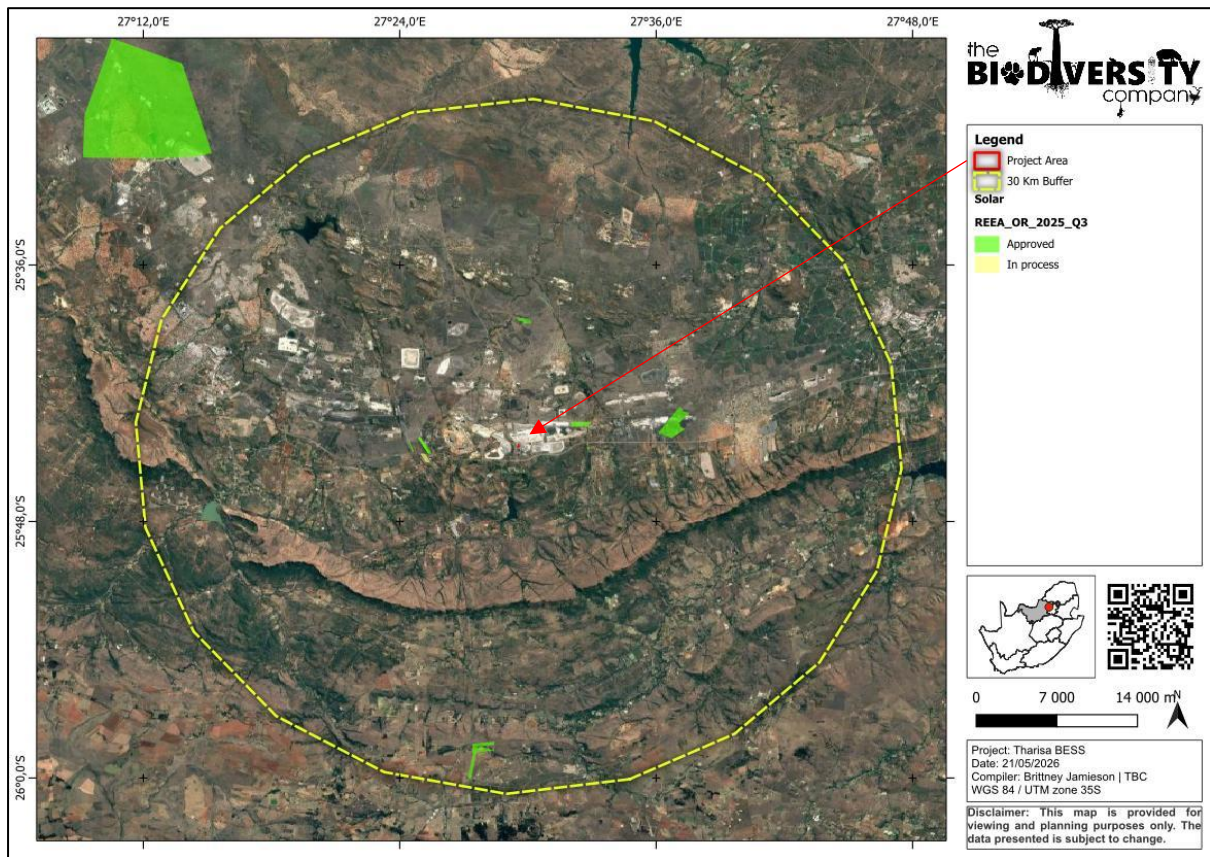 27°12,0'E
27°24,0'E
27°36,0'E
27°48,0'E
25°36,0'S
25°48,0'S
26°0,0'S
the
BIODIVERSITY
company
Legend
Project Area
30 Km Buffer
Solar
REEA_OR_2025_Q3
Approved
In process
0 7 000 14 000 m
N
Project: Tharisa BESS
Date: 21/05/2026
Compiler: Brittney Jamieson | TBC
WGS 84 / UTM zone 35S
Disclaimer: This map is provided for
viewing and planning purposes only. The
data presented is subject to change.